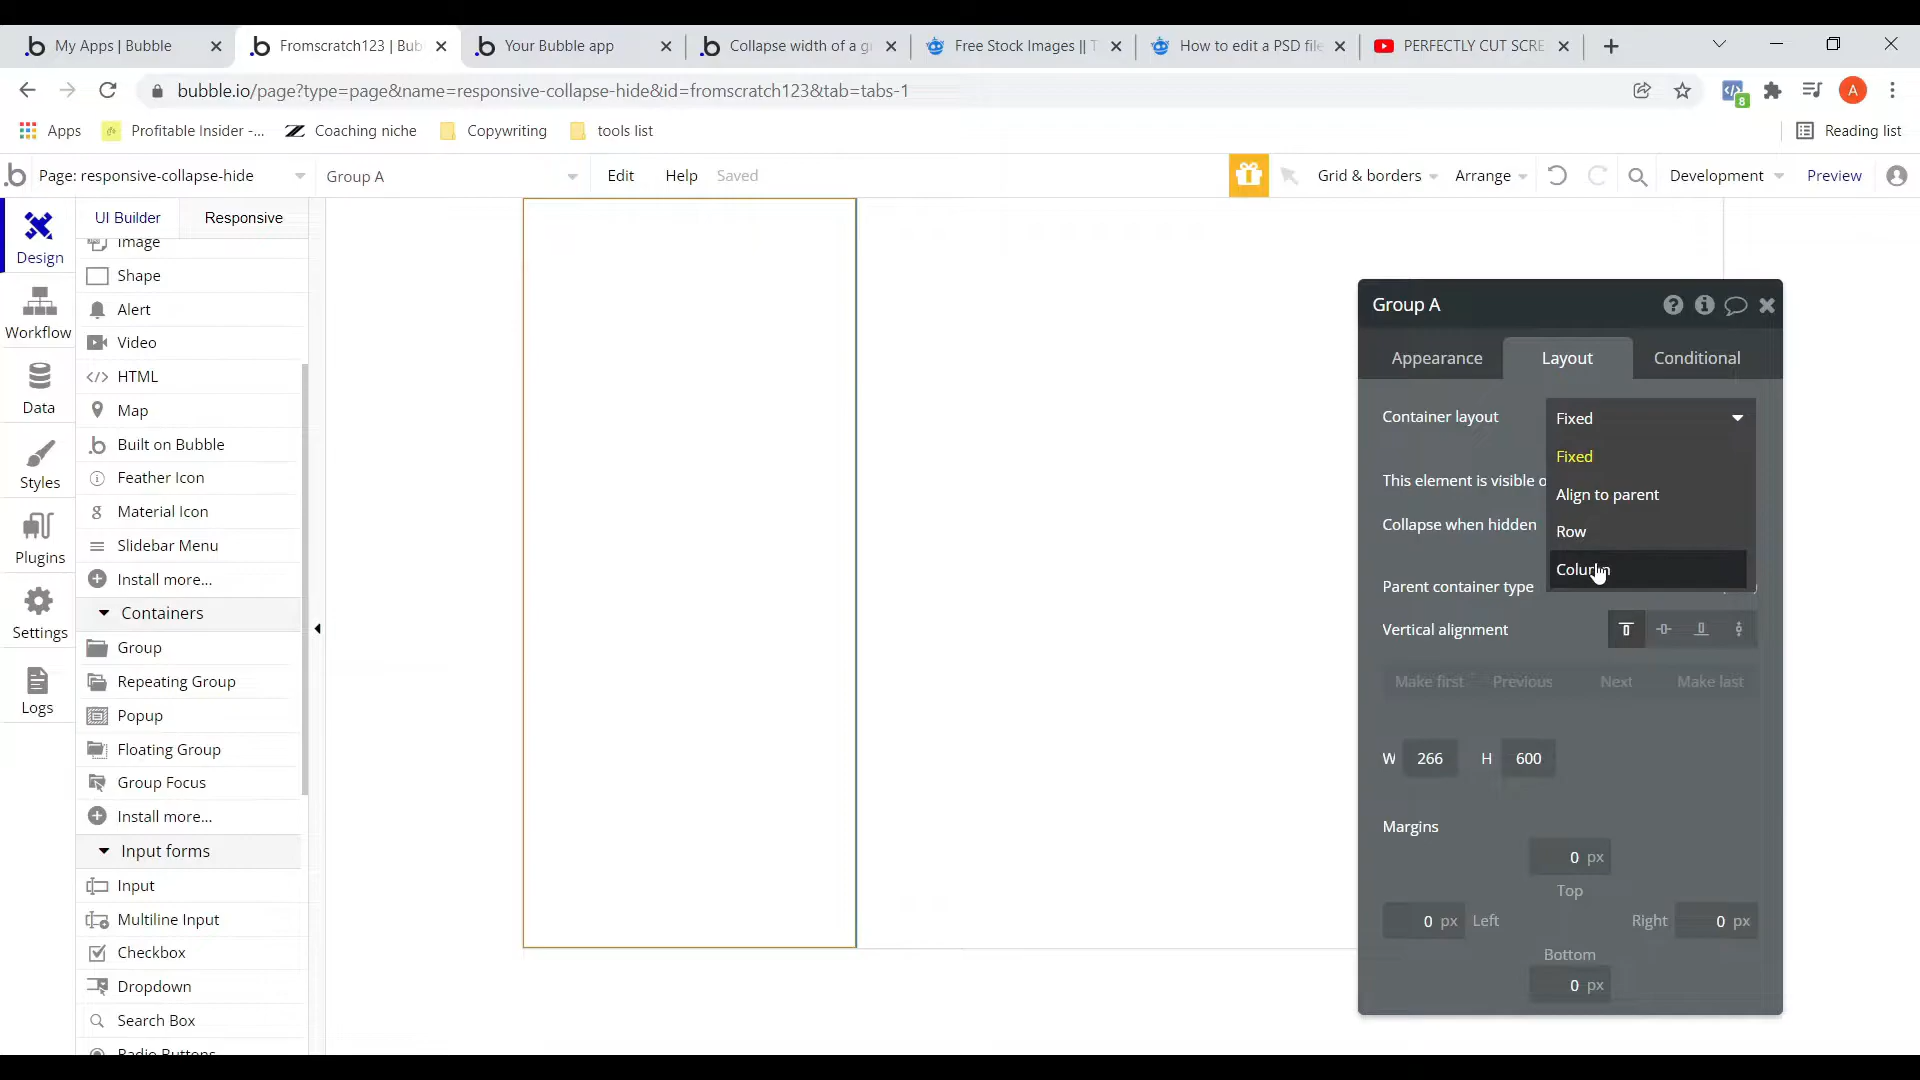 My Apps | Bubble
Fromscratch123 | Bub
Your Bubble app
Collapse width of a g
Free Stock Images || T
How to edit a PSD file
PERFECTLY CUT SCRE
bubble.io/page?type=page&name=responsive-collapse-hide&id=fromscratch123&tab=tabs-1
8
A
Apps
Profitable Insider -...
Coaching niche
Copywriting
tools list
Reading list
Page: responsive-collapse-hide
Group A
Edit
Help
Saved
Grid & borders
Arrange
Development
Preview
Design
Workflow
Data
Styles
Plugins
Settings
Logs
UI Builder
Responsive
Image
Shape
Alert
Video
HTML
Map
Built on Bubble
Feather Icon
Material Icon
Slidebar Menu
Install more...
Containers
Group
Repeating Group
Popup
Floating Group
Group Focus
Install more...
Input forms
Input
Multiline Input
Checkbox
Dropdown
Search Box
Radio Buttons
Group A
Appearance
Layout
Conditional
Container layout
Fixed
Fixed
Align to parent
Row
Column
This element is visible o
Collapse when hidden
Parent container type
Vertical alignment
Make first
Previous
Next
Make last
W 266 H 600
Margins
0 px
Top
0 px Left
Right 0 px
Bottom
0 px